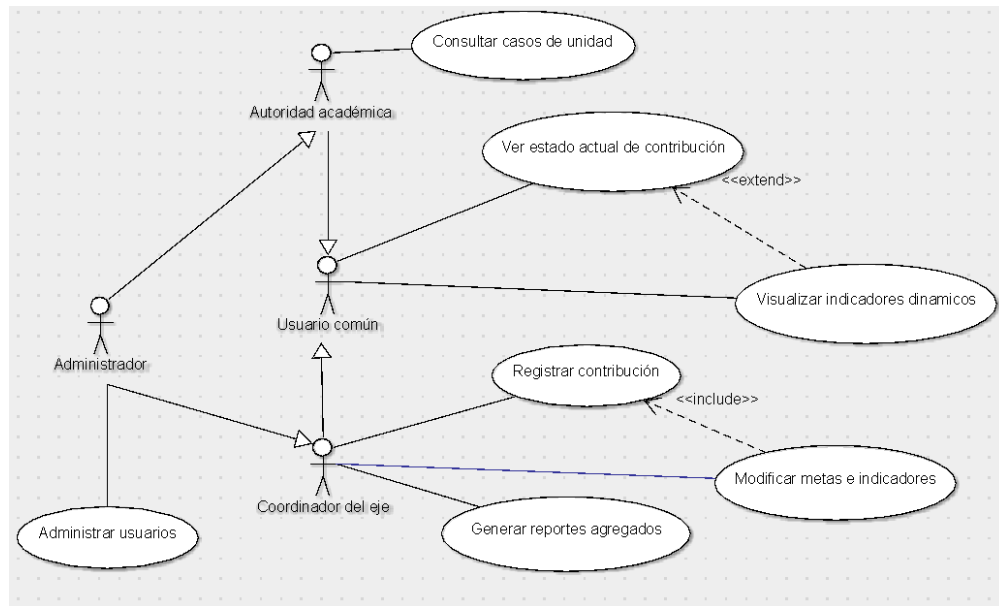 Consultar casos de unidad
Autoridad académica
Ver estado actual de contribución
<<extend>>
Visualizar indicadores dinamicos
Usuario común
Administrador
Registrar contribución
<<include>>
Modificar metas e indicadores
Coordinador del eje
Generar reportes agregados
Administrar usuarios